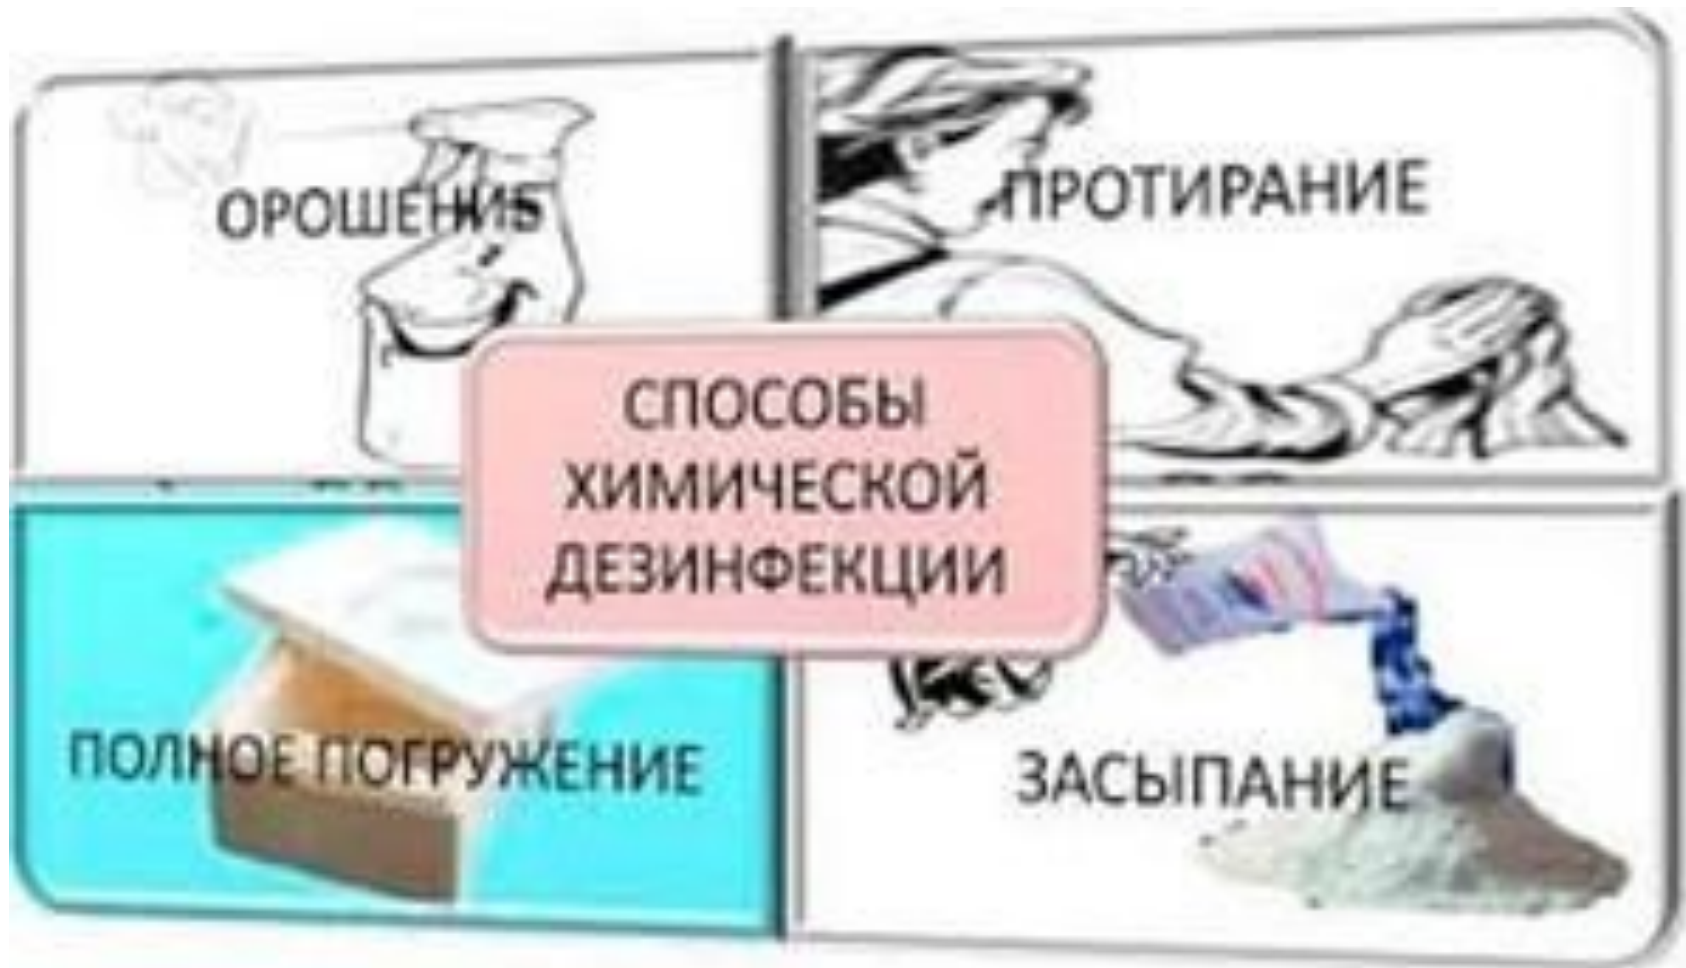 ОРОШЕНИЕ
ПРОТИРАНИЕ
СПОСОБЫ
ХИМИЧЕСКОЙ
ДЕЗИНФЕКЦИИ
ПОЛНОЕ ПОГРУЖЕНИЕ
ЗАСЫПАНИЕ